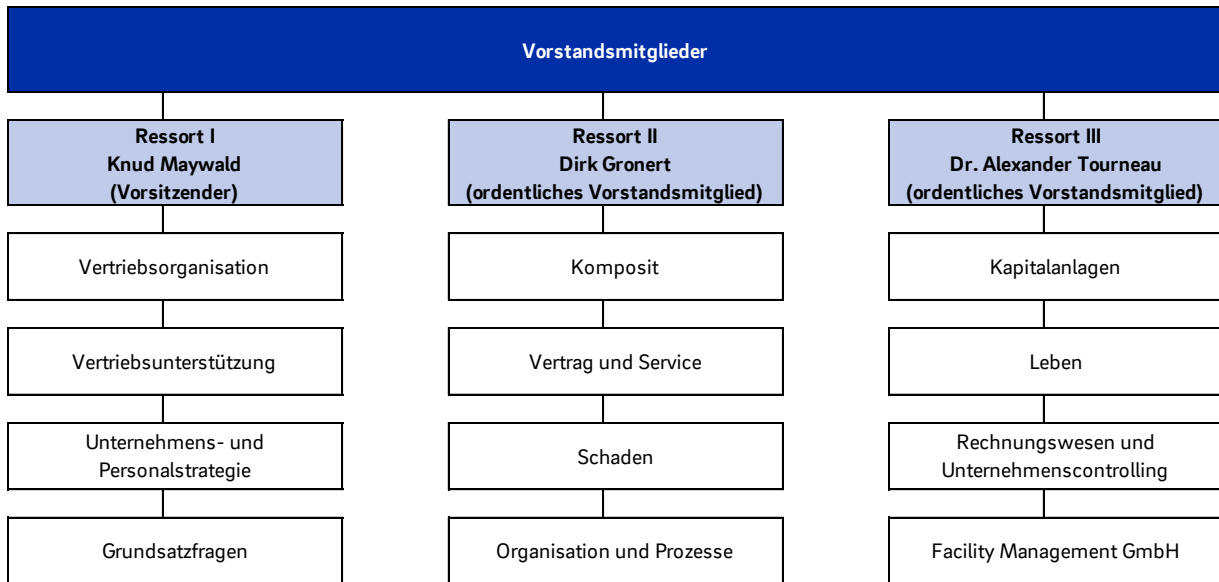 Vorstandsmitglieder
Ressort I
Knud Maywald
(Vorsitzender)
Vertriebsorganisation
Vertriebsunterstützung
Unternehmens- und
Personalstrategie
Grundsatzfragen
Ressort II
Dirk Gronert
(ordentliches Vorstandsmitglied)
Komposit
Vertrag und Service
Schaden
Organisation und Prozesse
Ressort III
Dr. Alexander Tourneau
(ordentliches Vorstandsmitglied)
Kapitalanlagen
Leben
Rechnungswesen und
Unternehmenscontrolling
Facility Management GmbH